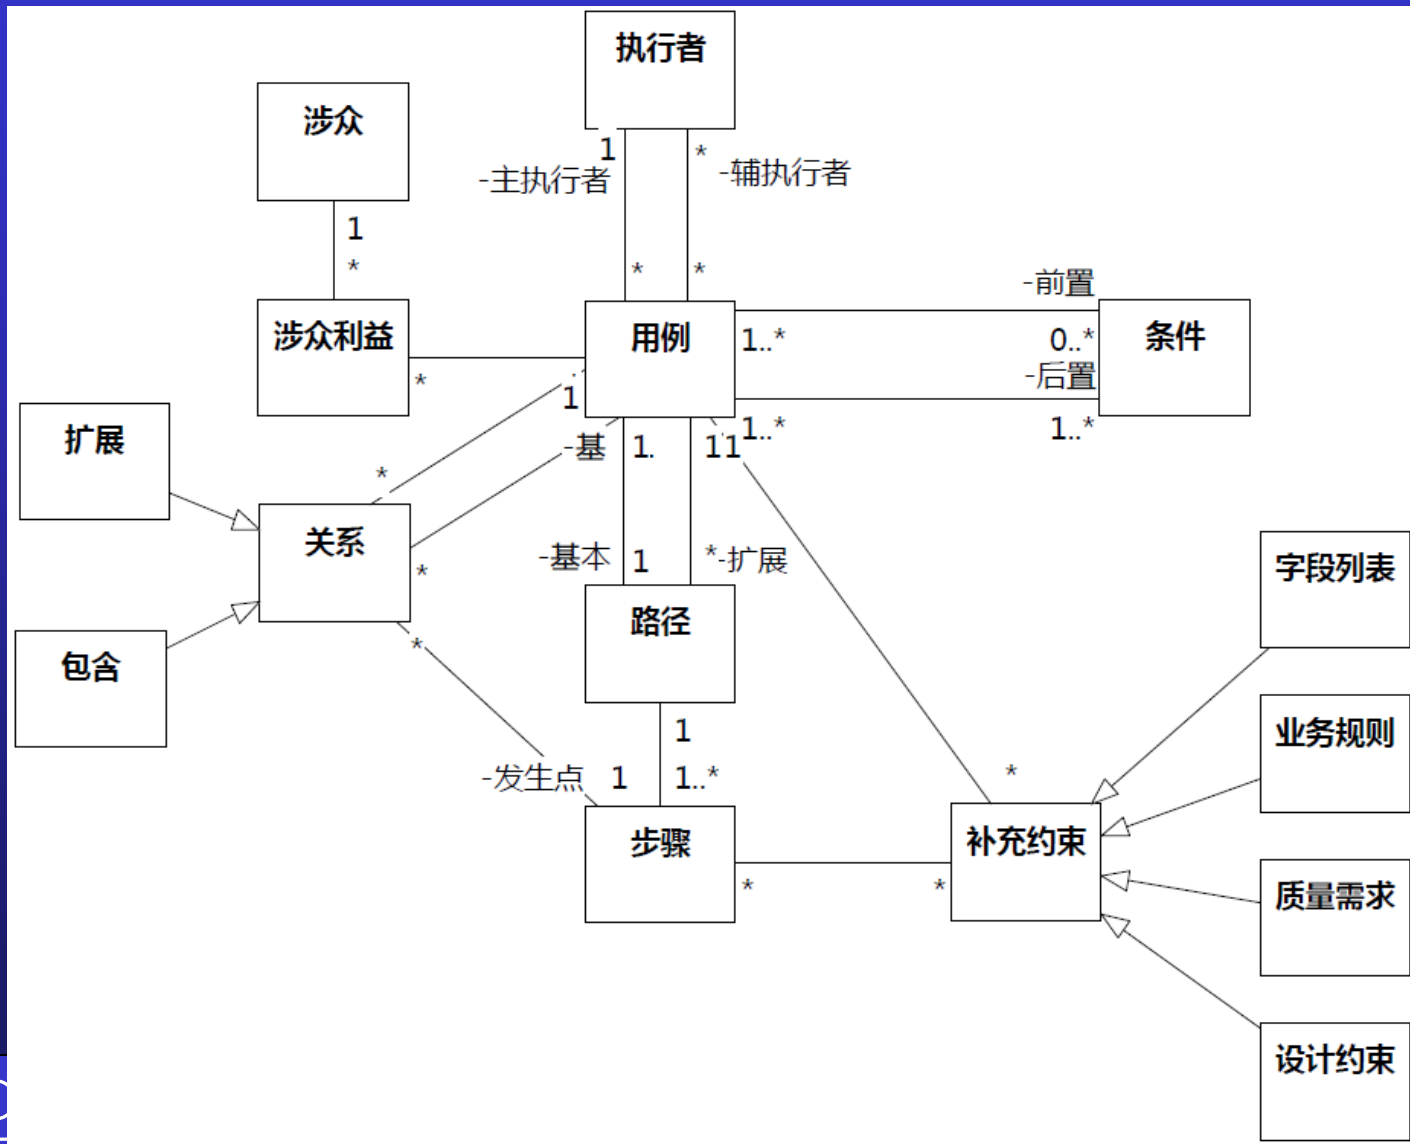 执行者
涉众
1
*
-主执行者
-辅执行者
1
*
*
*
-前置
涉众利益
用例
1..*
0..*
条件
*
1
-后置
扩展
-基
1.
11
1..*
1..*
*
关系
*
-基本
1
*-扩展
字段列表
路径
包含
*
1
业务规则
-发生点
1
1..*
*
步骤
补充约束
*
*
质量需求
设计约束